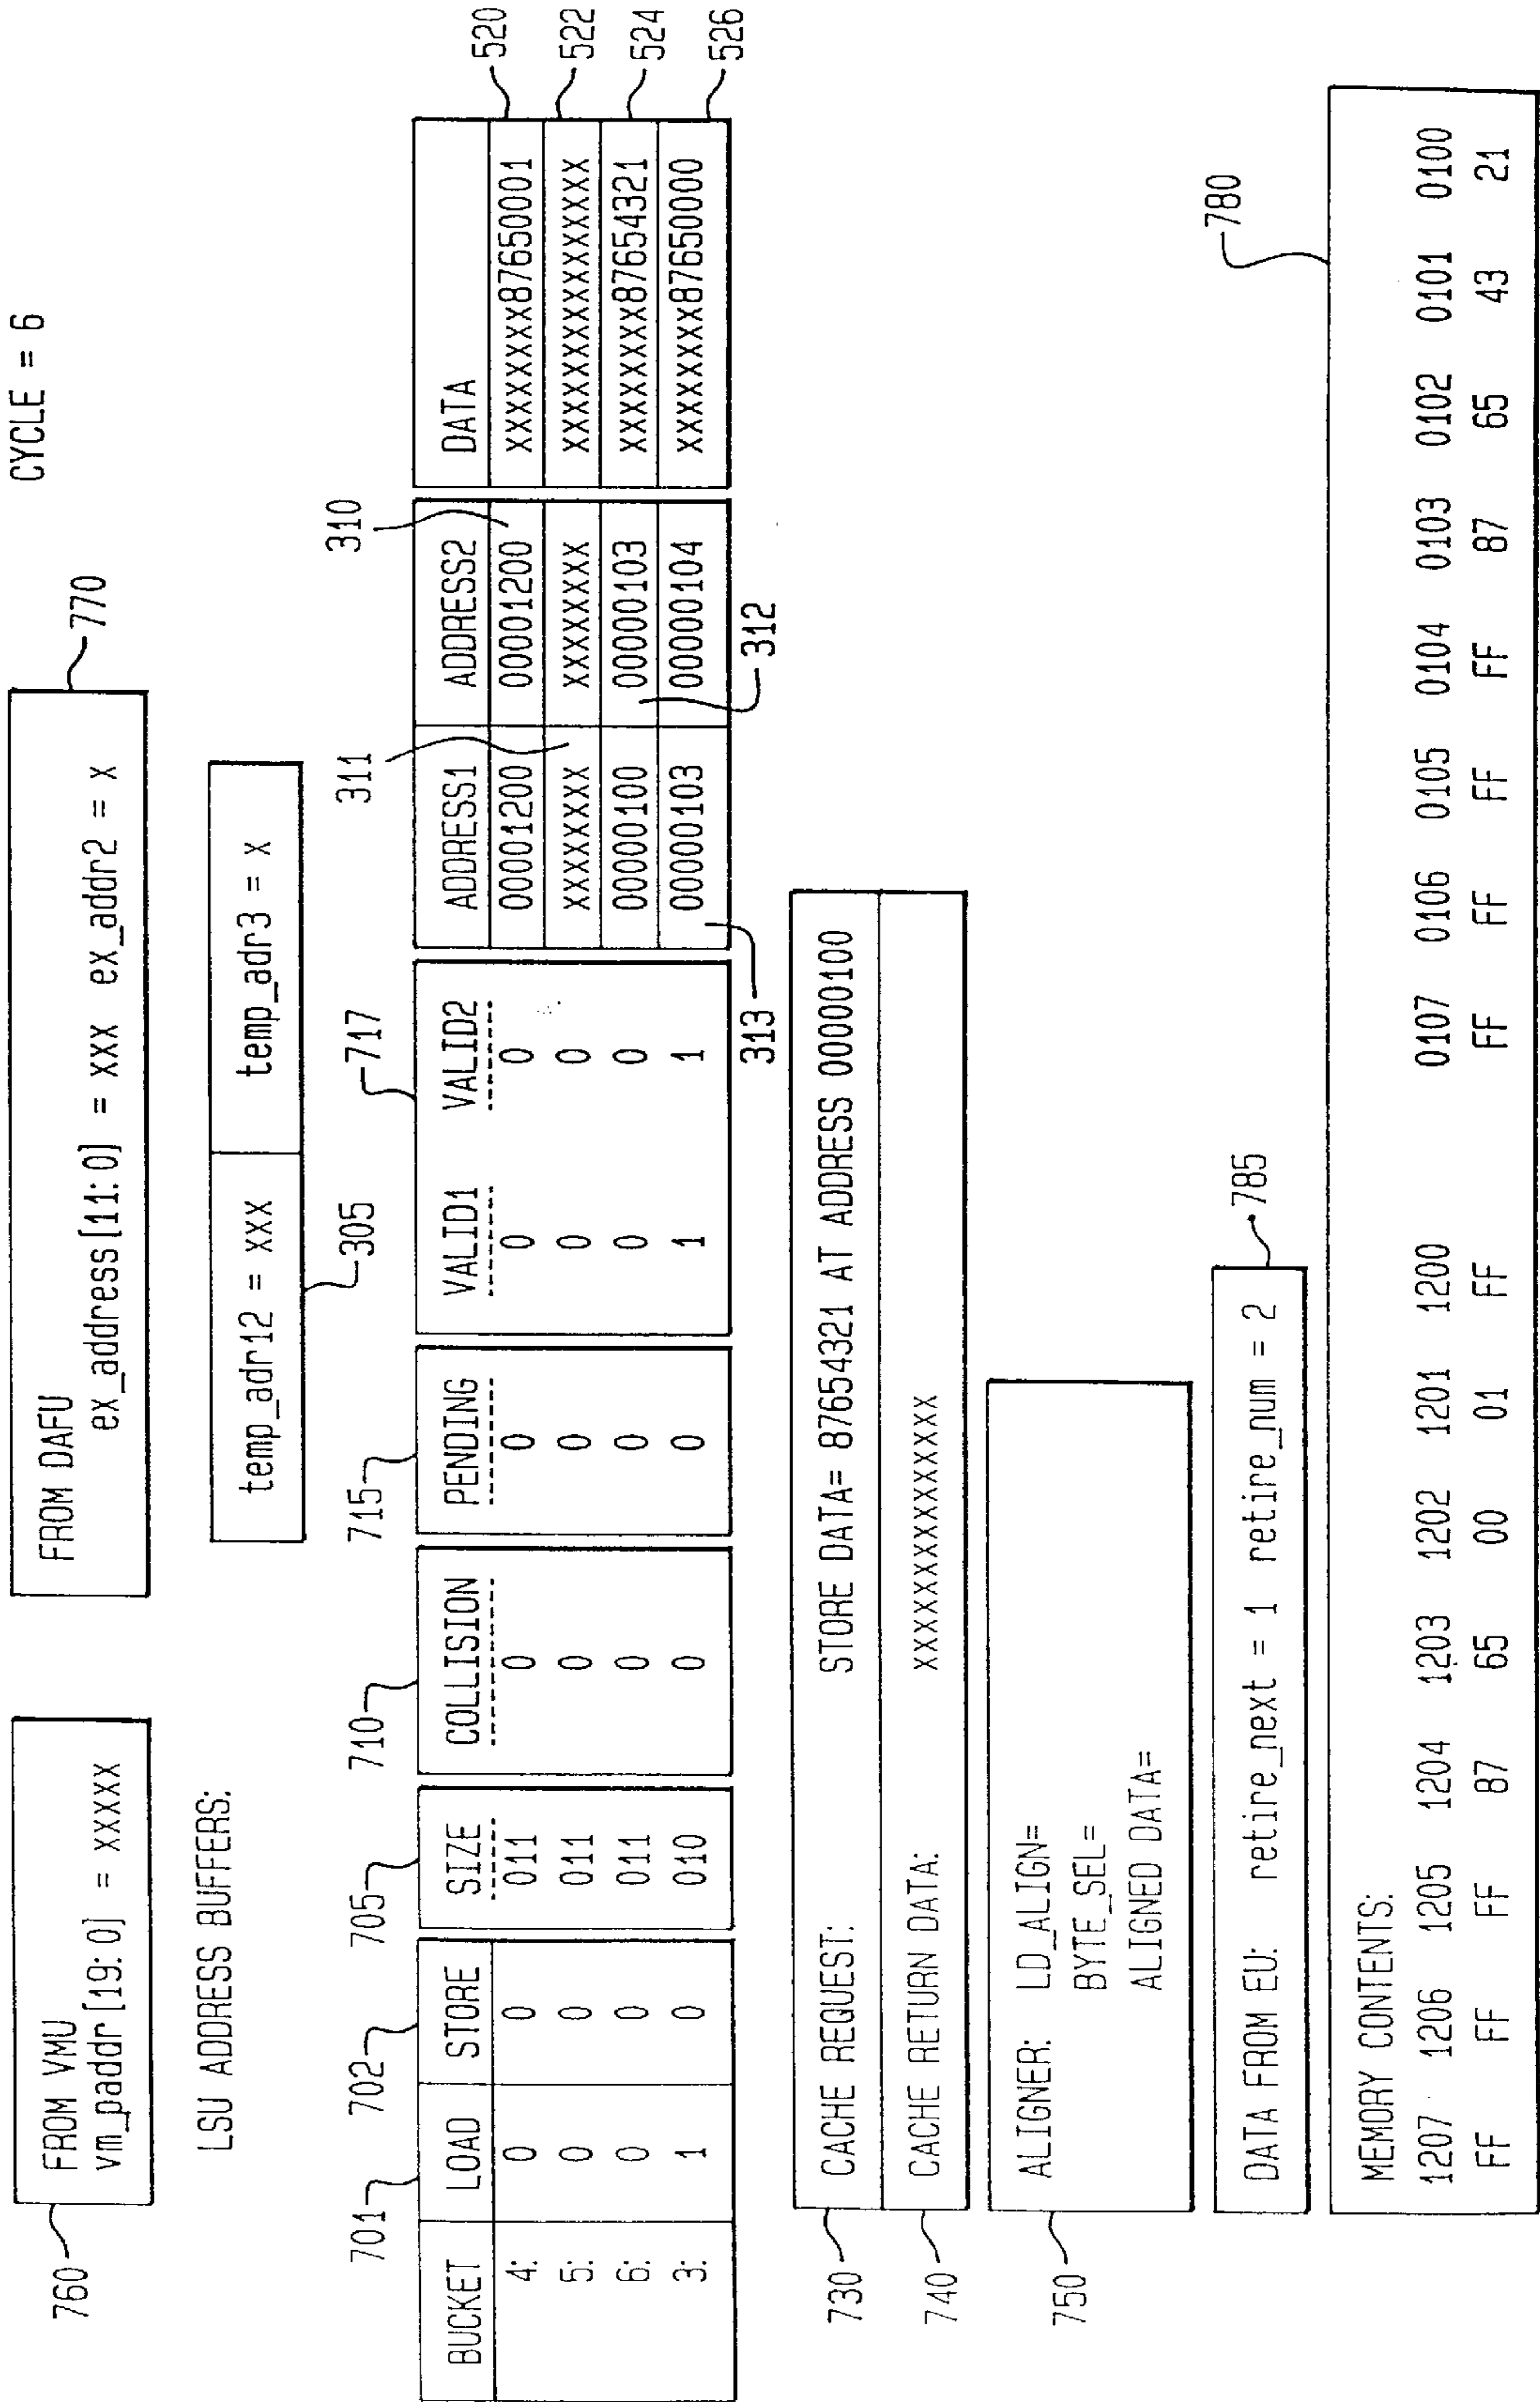 CYCLE = 6
760
FROM VMU
vm_paddr [19:0] = XXXXX
FROM DAFU
ex_address[11:0] = XXX ex_addr2 = X
770
LSU ADDRESS BUFFERS:
temp_adr12 = XXX temp_adr3 = X
305
701 702 705 710 715 717 311 310
BUCKET LOAD STORE SIZE COLLISION PENDING VALID1 VALID2 ADDRESS1 ADDRESS2 DATA
4: 0 0 011 0 0 0 0 00001200 00001200 XXXXXXXX87650001 520
5: 0 0 011 0 0 0 0 XXXXXXXX XXXXXXXX XXXXXXXXXXXXXXXX 522
6: 0 0 011 0 0 0 0 00000100 00000103 XXXXXXXX87654321 524
3: 1 0 010 0 0 1 1 00000103 00000104 XXXXXXXX87650000 526
313 312
730 CACHE REQUEST: STORE DATA= 87654321 AT ADDRESS 00000100
740 CACHE RETURN DATA: XXXXXXXXXXXXXXXX
750 ALIGNER: LD_ALIGN=
BYTE_SEL=
ALIGNED DATA=
DATA FROM EU: retire_next = 1 retire_num = 2 785
780
MEMORY CONTENTS:
1207 1206 1205 1204 1203 1202 1201 1200 0107 0106 0105 0104 0103 0102 0101 0100
FF FF FF 87 65 00 01 FF FF FF FF FF 87 65 43 21